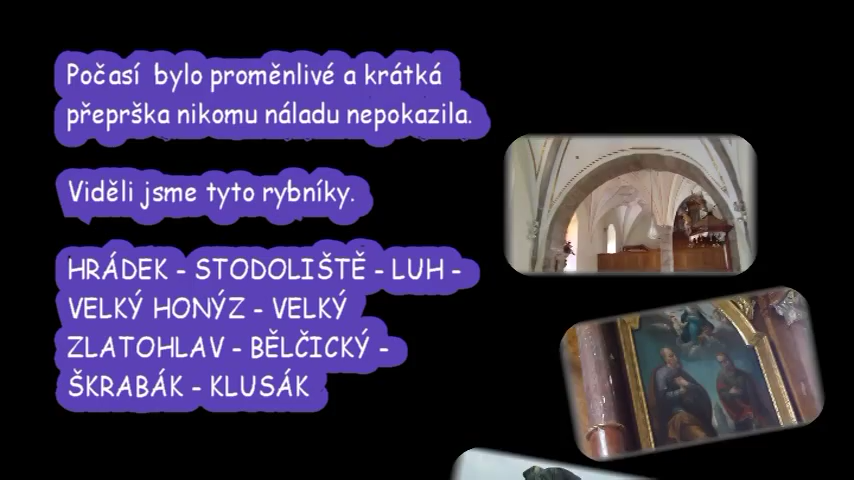 Počasí bylo proměnlivé a krátká
přeprška nikomu náladu nepokazila.
Viděli jsme tyto rybníky.
HRÁDEK - STODOLIŠTĚ - LUH -
VELKÝ HONÝZ - VELKÝ
ZLATOHLAV - BĚLČICKÝ -
ŠKRABÁK - KLUSÁK